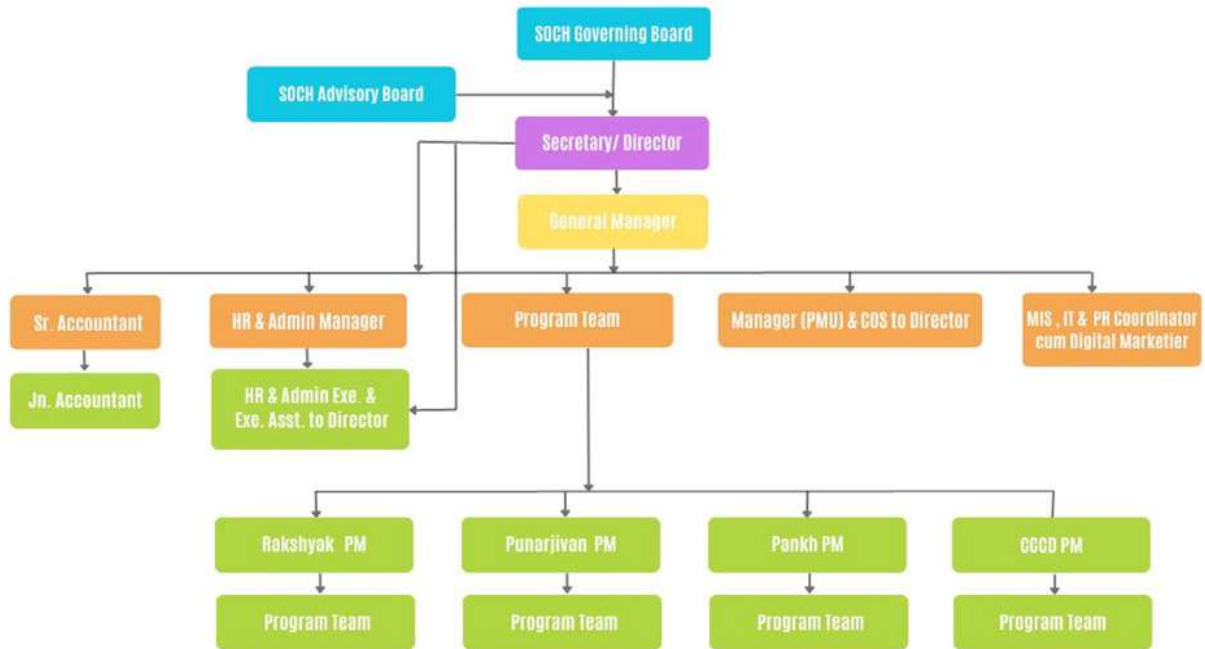 SOCH Governing Board
SOCH Advisory Board
Secretary/ Director
General Manager
Sr. Accountant
HR & Admin Manager
Program Team
Manager (PMU) & COS to Director
MIS , IT & PR Coordinator
cum Digital Marketier
Jn. Accountant
HR & Admin Exe. &
Exe. Asst. to Director
Rakshyak PM
Punarjivan PM
Pankh PM
CGCD PM
Program Team
Program Team
Program Team
Program Team